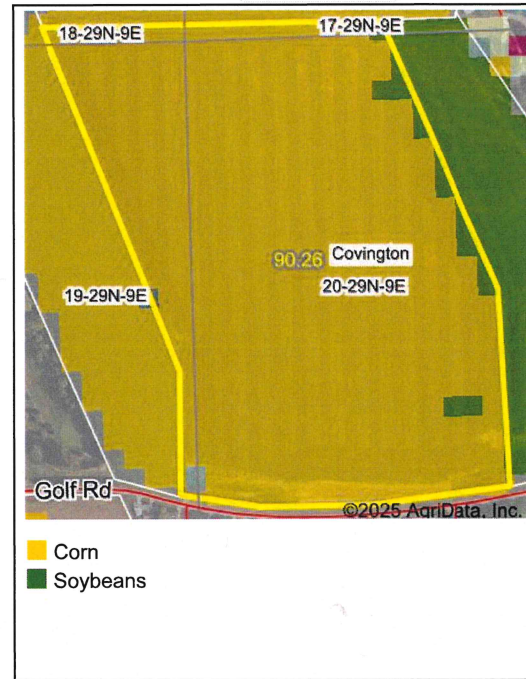 18-29N-9E
17-29N-9E
90.26 Covington
20-29N-9E
19-29N-9E
Golf Rd
©2025 AgriData, Inc.
Corn
Soybeans